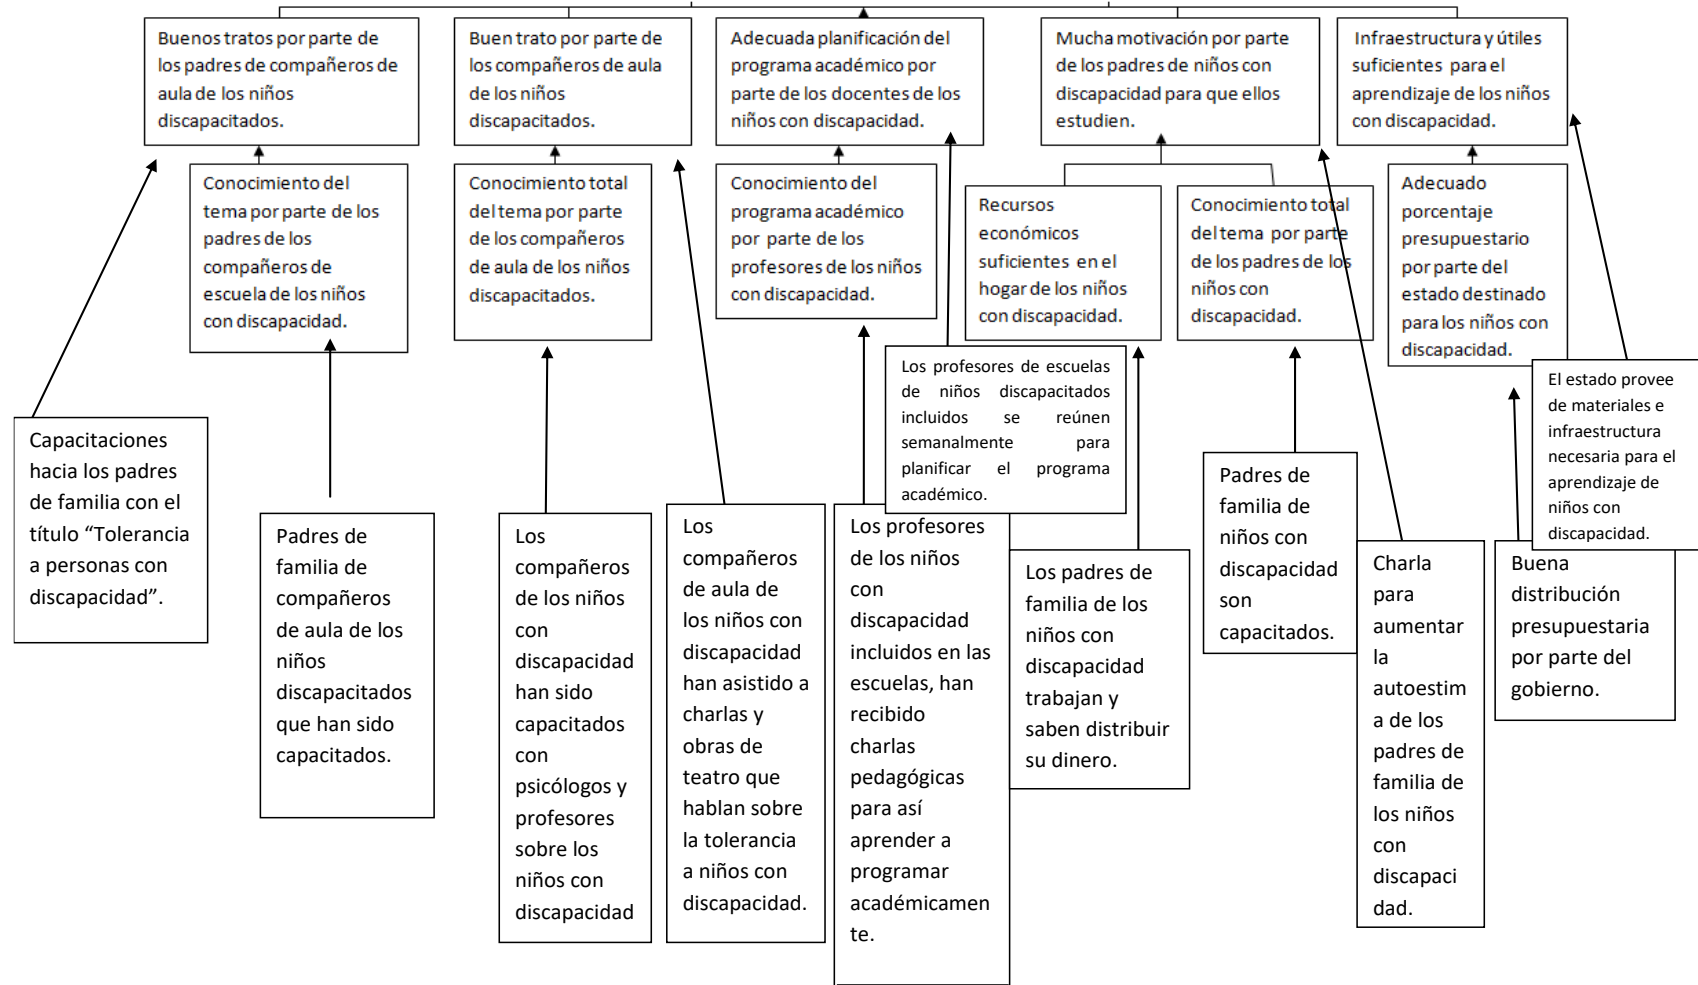 Buenos tratos por parte de
los padres de compañeros de
aula de los niños
discapacitados.
Buen trato por parte de
los compañeros de aula
de los niños
discapacitados.
Adecuada planificación del
programa académico por
parte de los docentes de los
niños con discapacidad.
Mucha motivación por parte
de los padres de niños con
discapacidad para que ellos
estudien.
Infraestructura y útiles
suficientes para el
aprendizaje de los niños
con discapacidad.
Conocimiento del
tema por parte de los
padres de los
compañeros de
escuela de los niños
con discapacidad.
Conocimiento total
del tema por parte
de los compañeros
de aula de los niños
discapacitados.
Conocimiento del
programa académico
por parte de los
profesores de los niños
con discapacidad.
Recursos
económicos
suficientes en el
hogar de los niños
con discapacidad.
Conocimiento total
del tema por parte
de los padres de los
niños con
discapacidad.
Adecuado
porcentaje
presupuestario
por parte del
estado destinado
para los niños con
discapacidad.
Los profesores de escuelas
de niños discapacitados
incluidos se reúnen
semanalmente para
planificar el programa
académico.
El estado provee
de materiales e
infraestructura
necesaria para el
aprendizaje de
niños con
discapacidad.
Capacitaciones
hacia los padres
de familia con el
título “Tolerancia
a personas con
discapacidad”.
Padres de
familia de
compañeros
de aula de los
niños
discapacitados
que han sido
capacitados.
Los
compañeros
de los niños
con
discapacidad
han sido
capacitados
con
psicólogos y
profesores
sobre los
niños con
discapacidad
Los
compañeros
de aula de
los niños con
discapacidad
han asistido a
charlas y
obras de
teatro que
hablan sobre
la tolerancia
a niños con
discapacidad.
Los profesores
de los niños
con
discapacidad
incluidos en las
escuelas, han
recibido
charlas
pedagógicas
para así
aprender a
programar
académicamen
te.
Los padres de
familia de los
niños con
discapacidad
trabajan y
saben distribuir
su dinero.
Padres de
familia de
niños con
discapacidad
son
capacitados.
Charla
para
aumentar
la
autoestim
a de los
padres de
familia de
los niños
con
discapaci
dad.
Buena
distribución
presupuestaria
por parte del
gobierno.